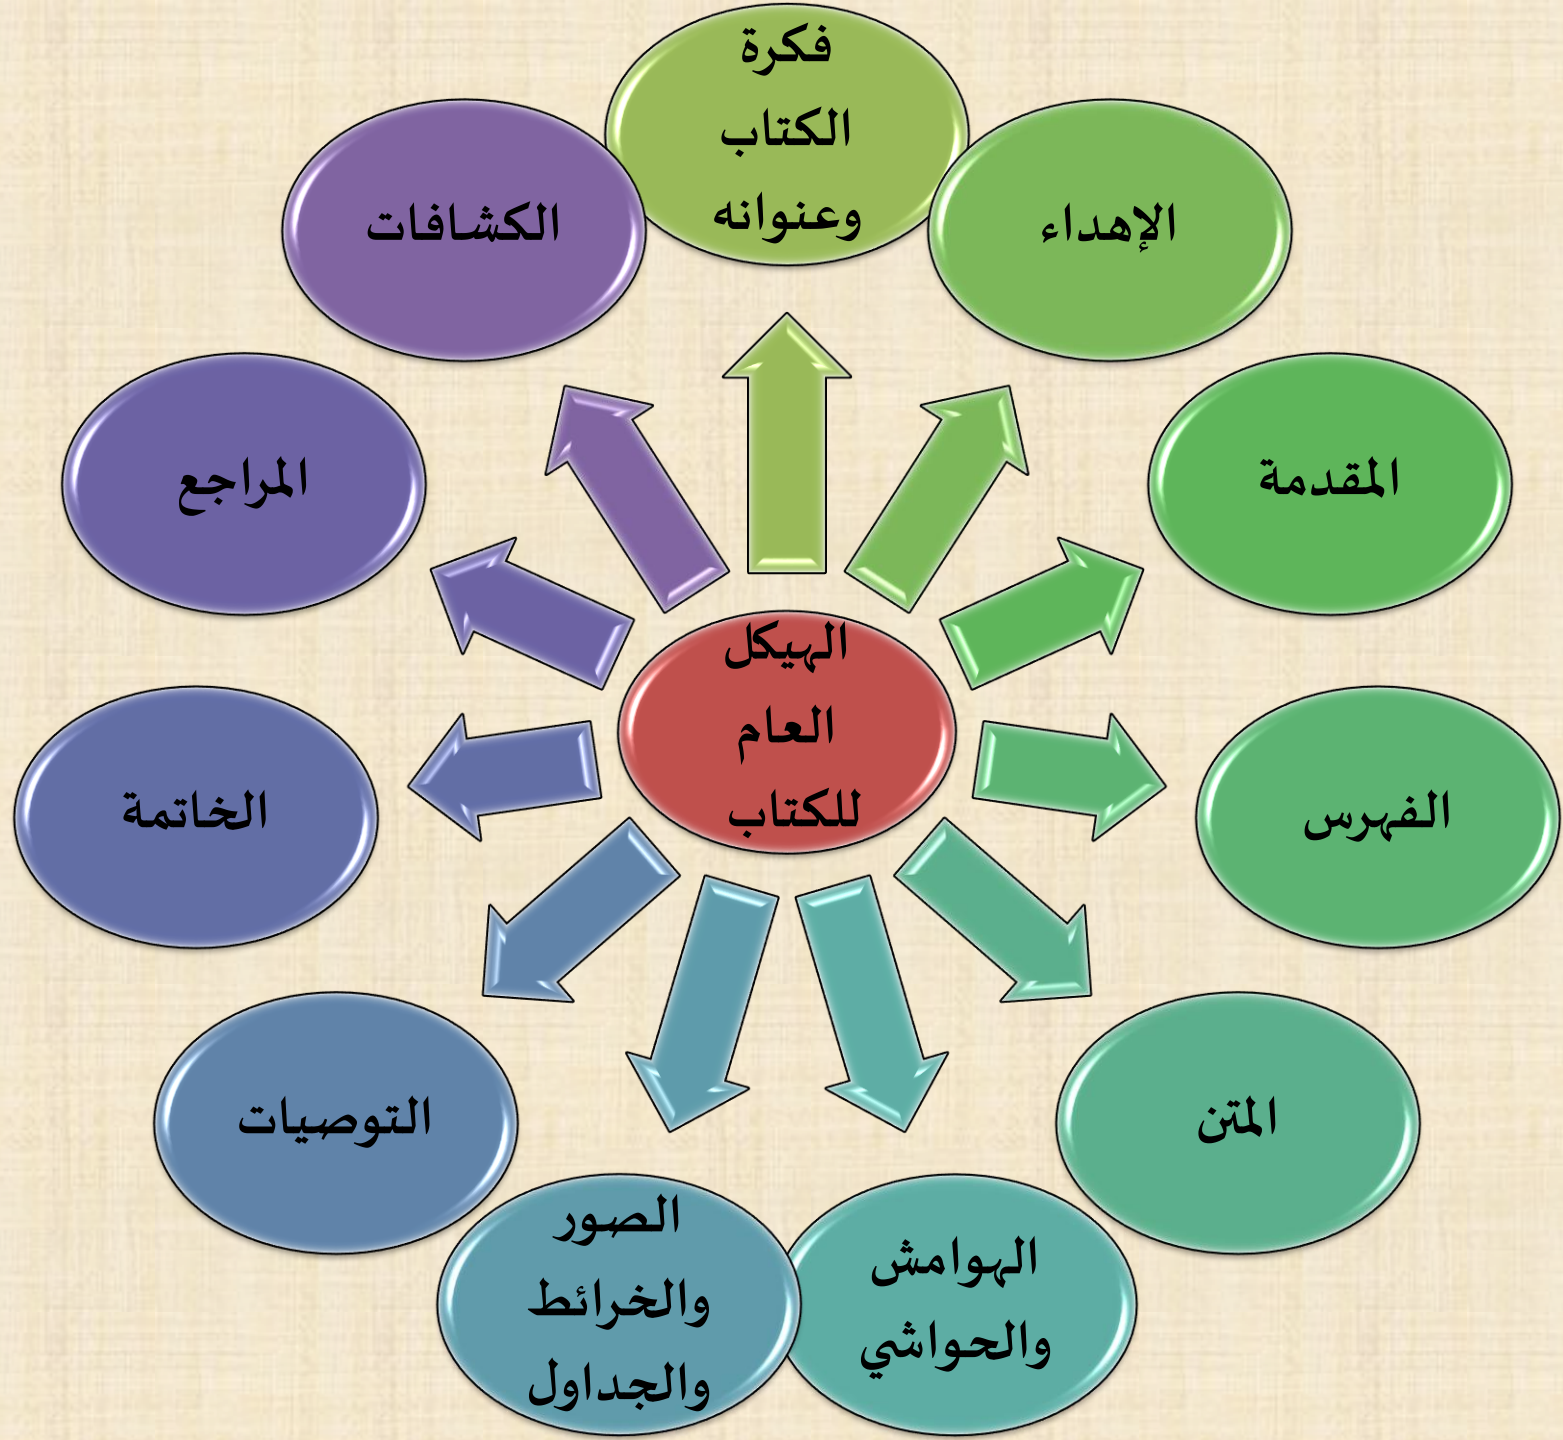 فكرة
الكتاب
وعنوانه
الإهداء
المقدمة
الفهرس
المتن
الهوامش
والحواشي
الصور
والخرائط
والجداول
التوصيات
الخاتمة
المراجع
الكشافات
الهيكل
العام
للكتاب